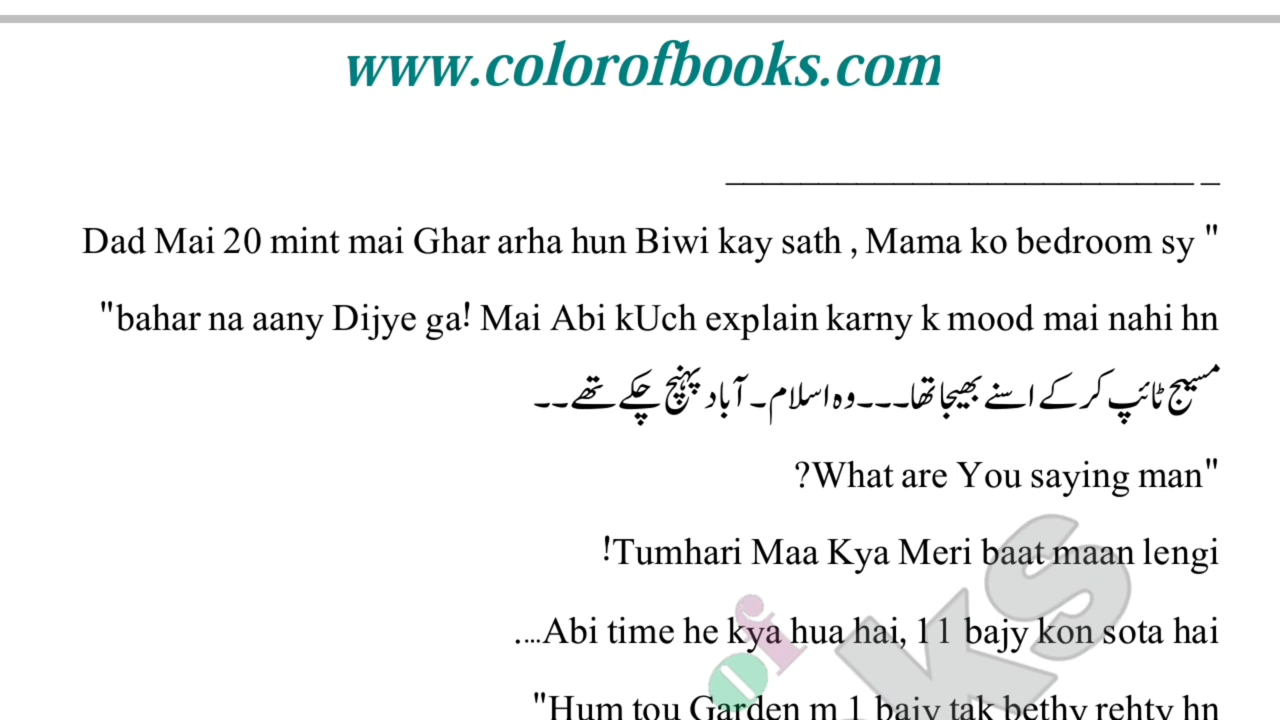 www.colorofbooks.com
__________________________ _
" Dad Mai 20 mint mai Ghar arha hun Biwi kay sath , Mama ko bedroom sy
bahar na aany Dijye ga! Mai Abi kUch explain karny k mood mai nahi hn"
مسیج ٹائپ کر کے اسنے بھیجا تھا۔۔۔وہ اسلام۔آباد پہنچ چکے تھے۔۔
"What are You saying man?
Tumhari Maa Kya Meri baat maan lengi!
Abi time he kya hua hai, 11 bajy kon sota hai....
Hum tou Garden m 1 bajy tak bethy rehty hn"
of
KS